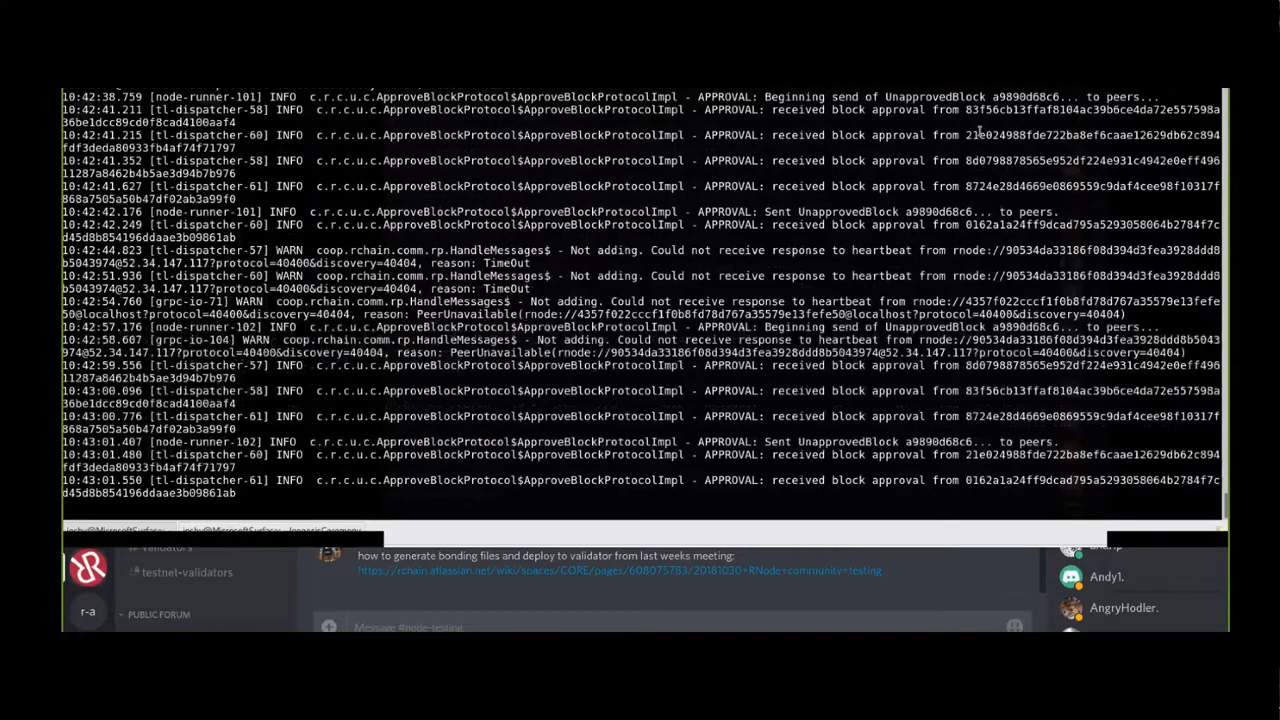 10:42:38.759 [node-runner-101] INFO  c.r.c.u.c.ApproveBlockProtocol$ApproveBlockProtocolImpl - APPROVAL: Beginning send of UnapprovedBlock a9890d68c6... to peers...
10:42:41.211 [tl-dispatcher-58] INFO  c.r.c.u.c.ApproveBlockProtocol$ApproveBlockProtocolImpl - APPROVAL: received block approval from 83f56cb13ffaf8104ac39b6ce4da72e557598a
36be1dcc89cd0f8cad4100aaf4
10:42:41.215 [tl-dispatcher-60] INFO  c.r.c.u.c.ApproveBlockProtocol$ApproveBlockProtocolImpl - APPROVAL: received block approval from 21e024988fde722ba8ef6caae12629db62c894
fdf3deda80933fb4af74f71797
10:42:41.352 [tl-dispatcher-58] INFO  c.r.c.u.c.ApproveBlockProtocol$ApproveBlockProtocolImpl - APPROVAL: received block approval from 8d0798878565e952df224e931c4942e0eff496
11287a8462b4b5ae3d94b7b976
10:42:41.627 [tl-dispatcher-61] INFO  c.r.c.u.c.ApproveBlockProtocol$ApproveBlockProtocolImpl - APPROVAL: received block approval from 8724e28d4669e0869559c9daf4cee98f10317f
868a7505c10a5b47df02ab3a99f0
10:42:42.176 [node-runner-101] INFO  c.r.c.u.c.ApproveBlockProtocol$ApproveBlockProtocolImpl - APPROVAL: Sent UnapprovedBlock a9890d68c6... to peers.
10:42:42.249 [tl-dispatcher-60] INFO  c.r.c.u.c.ApproveBlockProtocol$ApproveBlockProtocolImpl - APPROVAL: received block approval from 0162a1a24ff9dcad795a5293058064b2784f7c
d45d8b854196ddaae3b09861ab
10:42:44.823 [tl-dispatcher-57] WARN  coop.rchain.comm.rp.HandleMessages$ - Not adding. Could not receive response to heartbeat from rnode://90534da33186f48d394d3fea3928ddd8
b5043974@52.34.147.117?protocol=40400&discovery=40404, reason: TimeOut
10:42:51.936 [tl-dispatcher-60] WARN  coop.rchain.comm.rp.HandleMessages$ - Not adding. Could not receive response to heartbeat from rnode://90534da33186f48d394d3fea3928ddd8
b5043974@52.34.147.117?protocol=40400&discovery=40404, reason: TimeOut
10:42:54.760 [grpc-io-71] WARN  coop.rchain.comm.rp.HandleMessages$ - Not adding. Could not receive response to heartbeat from rnode://4357f022cccf1f0b8fd78d767a35579e13fefe
50@localhost?protocol=40400&discovery=40404, reason: PeerUnavailable(rnode://4357f022cccf1f0b8fd78d767a35579e13fefe50@localhost?protocol=40400&discovery=40404)
10:42:57.176 [node-runner-102] INFO  c.r.c.u.c.ApproveBlockProtocol$ApproveBlockProtocolImpl - APPROVAL: Beginning send of UnapprovedBlock a9890d68c6... to peers...
10:42:58.607 [grpc-io-104] WARN  coop.rchain.comm.rp.HandleMessages$ - Not adding. Could not receive response to heartbeat from rnode://90534da33186f48d394d3fea3928ddd8b5043
974@52.34.147.117?protocol=40400&discovery=40404, reason: PeerUnavailable(rnode://90534da33186f48d394d3fea3928ddd8b5043974@52.34.147.117?protocol=40400&discovery=40404)
10:42:59.556 [tl-dispatcher-57] INFO  c.r.c.u.c.ApproveBlockProtocol$ApproveBlockProtocolImpl - APPROVAL: received block approval from 8d0798878565e952df224e931c4942e0eff496
11287a8462b4b5ae3d94b7b976
10:43:00.096 [tl-dispatcher-58] INFO  c.r.c.u.c.ApproveBlockProtocol$ApproveBlockProtocolImpl - APPROVAL: received block approval from 83f56cb13ffaf8104ac39b6ce4da72e557598a
36be1dcc89cd0f8cad4100aaf4
10:43:00.776 [tl-dispatcher-61] INFO  c.r.c.u.c.ApproveBlockProtocol$ApproveBlockProtocolImpl - APPROVAL: received block approval from 8724e28d4669e0869559c9daf4cee98f10317f
868a7505c10a5b47df02ab3a99f0
10:43:01.407 [node-runner-102] INFO  c.r.c.u.c.ApproveBlockProtocol$ApproveBlockProtocolImpl - APPROVAL: Sent UnapprovedBlock a9890d68c6... to peers.
10:43:01.480 [tl-dispatcher-60] INFO  c.r.c.u.c.ApproveBlockProtocol$ApproveBlockProtocolImpl - APPROVAL: received block approval from 21e024988fde722ba8ef6caae12629db62c894
fdf3deda80933fb4af74f71797
10:43:01.550 [tl-dispatcher-61] INFO  c.r.c.u.c.ApproveBlockProtocol$ApproveBlockProtocolImpl - APPROVAL: received block approval from 0162a1a24ff9dcad795a5293058064b2784f7c
d45d8b854196ddaae3b09861ab
validators
testnet-validators
r-a
PUBLIC FORUM
how to generate bonding files and deploy to validator from last weeks meeting:
https://rchain.atlassian.net/wiki/spaces/CORE/pages/608075783/20181030+RNode+community+testing
Message #node-testing
Andy1.
AngryHodler.